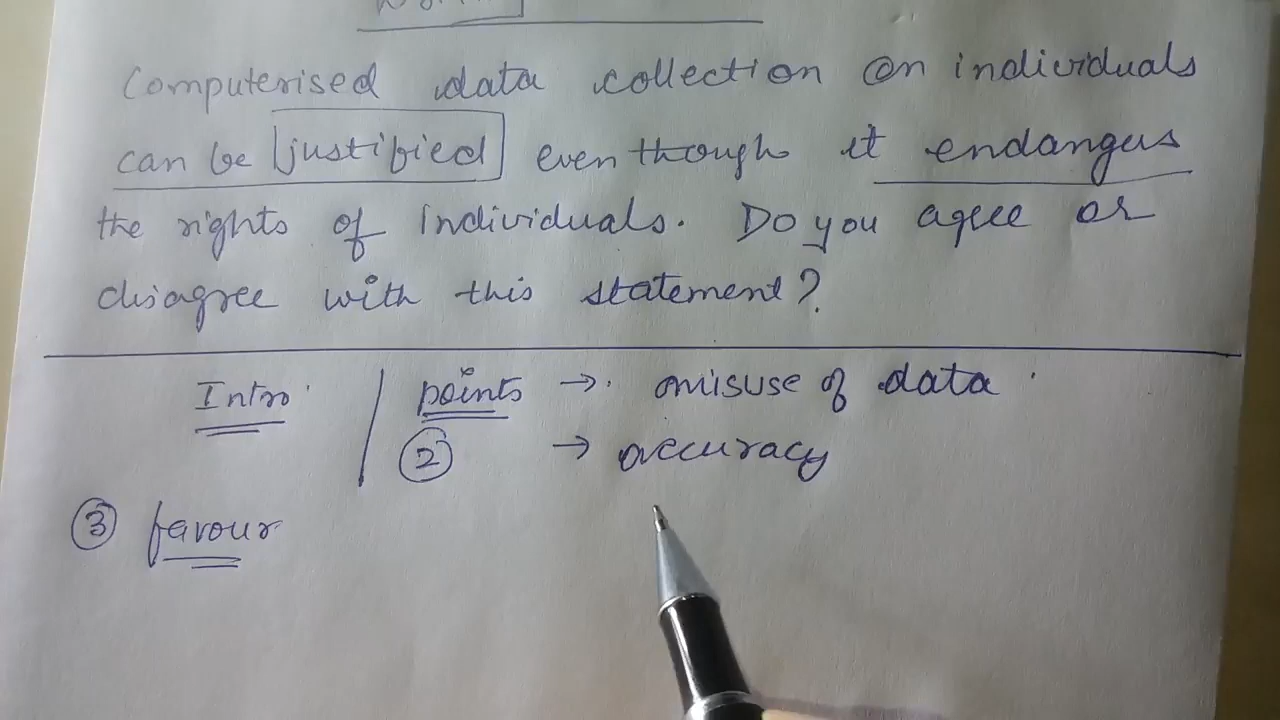 Computerised data collection on individuals
can be justified even though it endangers
the rights of individuals. Do you agree or
disagree with this statement?
Intro / points → misuse of data
② → accuracy
③ favour